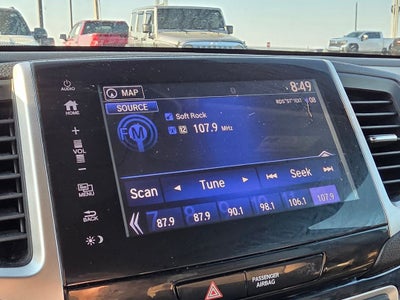 AUDIO
MAP
8:49
HOME
SOURCE
Soft Rock
FM
107.9 MHz
VOL
Scan
Tune
Seek
MENU
BACK
87.9
87.9
90.1
98.1
106.1
107.9
PASSENGER
AIRBAG